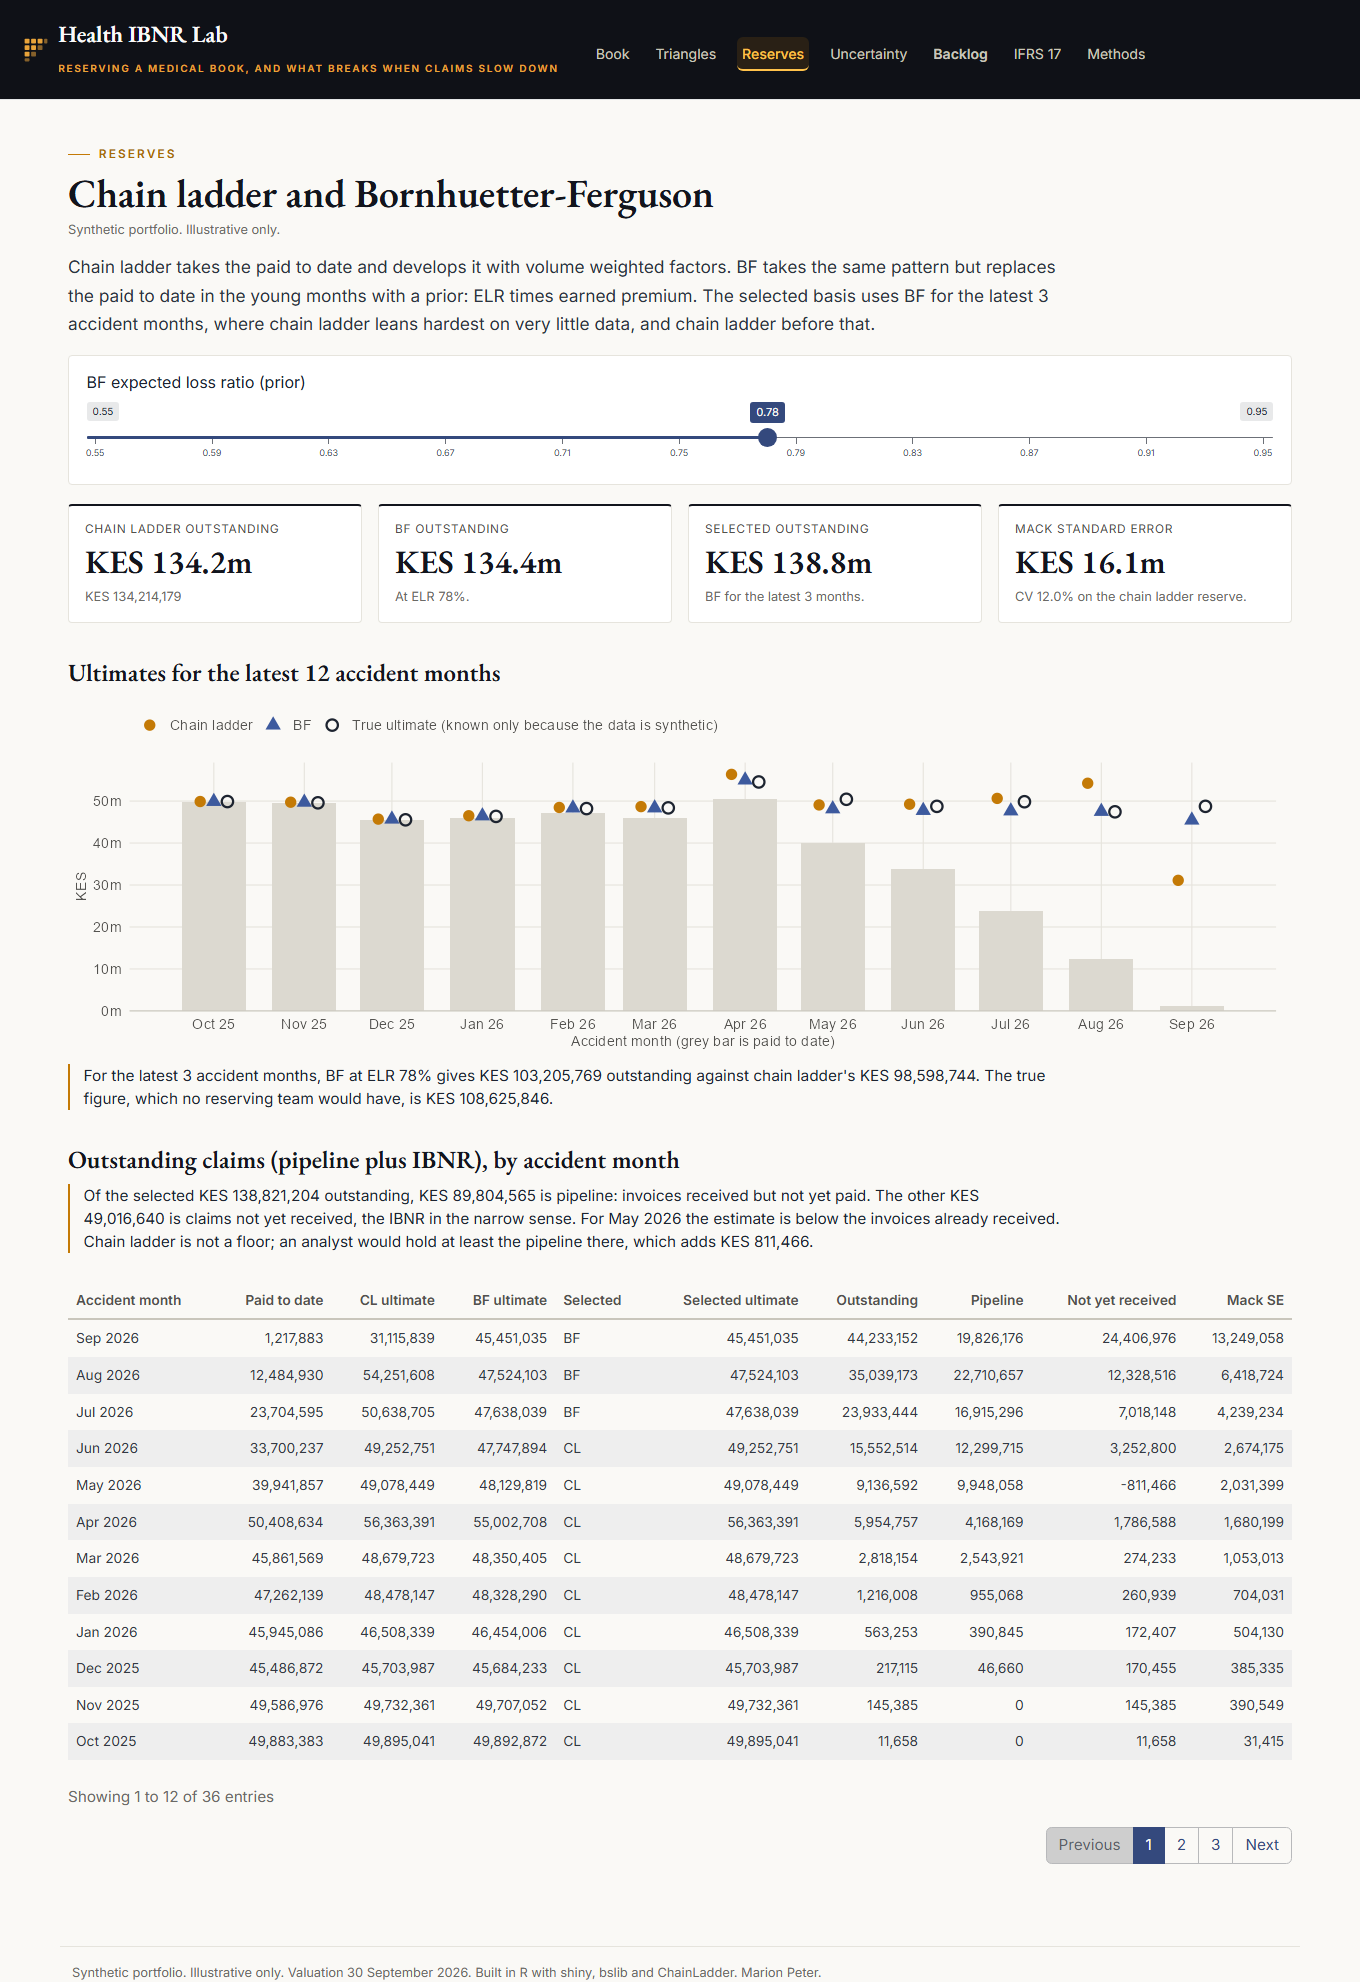 Health IBNR Lab
RESERVING A MEDICAL BOOK, AND WHAT BREAKS WHEN CLAIMS SLOW DOWN
Book Triangles Reserves Uncertainty Backlog IFRS 17 Methods
RESERVES
Chain ladder and Bornhuetter-Ferguson
Synthetic portfolio. Illustrative only.
Chain ladder takes the paid to date and develops it with volume weighted factors. BF takes the same pattern but replaces
the paid to date in the young months with a prior: ELR times earned premium. The selected basis uses BF for the latest 3
accident months, where chain ladder leans hardest on very little data, and chain ladder before that.
BF expected loss ratio (prior)
0.55 0.78 0.95
0.55 0.59 0.63 0.67 0.71 0.75 0.79 0.83 0.87 0.91 0.95
CHAIN LADDER OUTSTANDING
KES 134.2m
KES 134,214,179
BF OUTSTANDING
KES 134.4m
At ELR 78%.
SELECTED OUTSTANDING
KES 138.8m
BF for the latest 3 months.
MACK STANDARD ERROR
KES 16.1m
CV 12.0% on the chain ladder reserve.
Ultimates for the latest 12 accident months
Chain ladder BF True ultimate (known only because the data is synthetic)
KES
50m
40m
30m
20m
10m
0m
Oct 25 Nov 25 Dec 25 Jan 26 Feb 26 Mar 26 Apr 26 May 26 Jun 26 Jul 26 Aug 26 Sep 26
Accident month (grey bar is paid to date)
For the latest 3 accident months, BF at ELR 78% gives KES 103,205,769 outstanding against chain ladder's KES 98,598,744. The true
figure, which no reserving team would have, is KES 108,625,846.
Outstanding claims (pipeline plus IBNR), by accident month
Of the selected KES 138,821,204 outstanding, KES 89,804,565 is pipeline: invoices received but not yet paid. The other KES
49,016,640 is claims not yet received, the IBNR in the narrow sense. For May 2026 the estimate is below the invoices already received.
Chain ladder is not a floor; an analyst would hold at least the pipeline there, which adds KES 811,466.
Accident month Paid to date CL ultimate BF ultimate Selected Selected ultimate Outstanding Pipeline Not yet received Mack SE
Sep 2026 1,217,883 31,115,839 45,451,035 BF 45,451,035 44,233,152 19,826,176 24,406,976 13,249,058
Aug 2026 12,484,930 54,251,608 47,524,103 BF 47,524,103 35,039,173 22,710,657 12,328,516 6,418,724
Jul 2026 23,704,595 50,638,705 47,638,039 BF 47,638,039 23,933,444 16,915,296 7,018,148 4,239,234
Jun 2026 33,700,237 49,252,751 47,747,894 CL 49,252,751 15,552,514 12,299,715 3,252,800 2,674,175
May 2026 39,941,857 49,078,449 48,129,819 CL 49,078,449 9,136,592 9,948,058 -811,466 2,031,399
Apr 2026 50,408,634 56,363,391 55,002,708 CL 56,363,391 5,954,757 4,168,169 1,786,588 1,680,199
Mar 2026 45,861,569 48,679,723 48,350,405 CL 48,679,723 2,818,154 2,543,921 274,233 1,053,013
Feb 2026 47,262,139 48,478,147 48,328,290 CL 48,478,147 1,216,008 955,068 260,939 704,031
Jan 2026 45,945,086 46,508,339 46,454,006 CL 46,508,339 563,253 390,845 172,407 504,130
Dec 2025 45,486,872 45,703,987 45,684,233 CL 45,703,987 217,115 46,660 170,455 385,335
Nov 2025 49,586,976 49,732,361 49,707,052 CL 49,732,361 145,385 0 145,385 390,549
Oct 2025 49,883,383 49,895,041 49,892,872 CL 49,895,041 11,658 0 11,658 31,415
Showing 1 to 12 of 36 entries
Previous 1 2 3 Next
Synthetic portfolio. Illustrative only. Valuation 30 September 2026. Built in R with shiny, bslib and ChainLadder. Marion Peter.